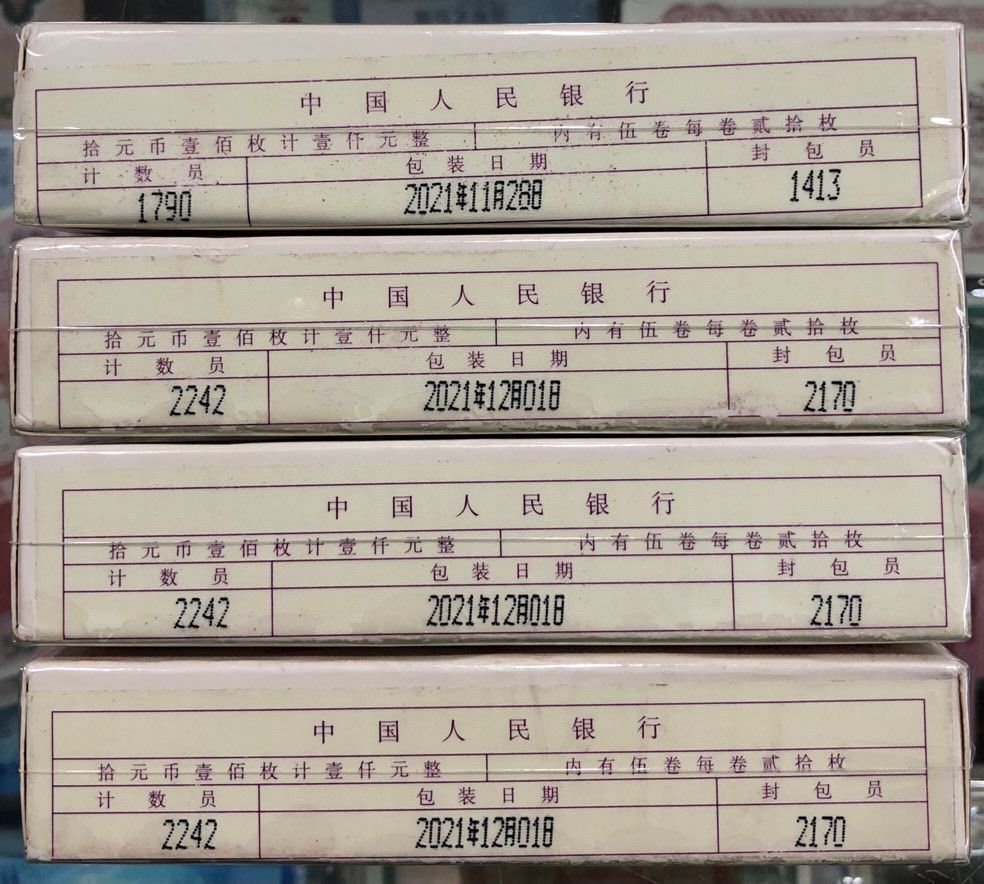 中国人民银行
拾元币壹佰枚计壹仟元整 内有伍卷每卷贰拾枚
计数员 包装日期 封包员
1790 2021年11月28日 1413
中国人民银行
拾元币壹佰枚计壹仟元整 内有伍卷每卷贰拾枚
计数员 包装日期 封包员
2242 2021年12月01日 2170
中国人民银行
拾元币壹佰枚计壹仟元整 内有伍卷每卷贰拾枚
计数员 包装日期 封包员
2242 2021年12月01日 2170
中国人民银行
拾元币壹佰枚计壹仟元整 内有伍卷每卷贰拾枚
计数员 包装日期 封包员
2242 2021年12月01日 2170